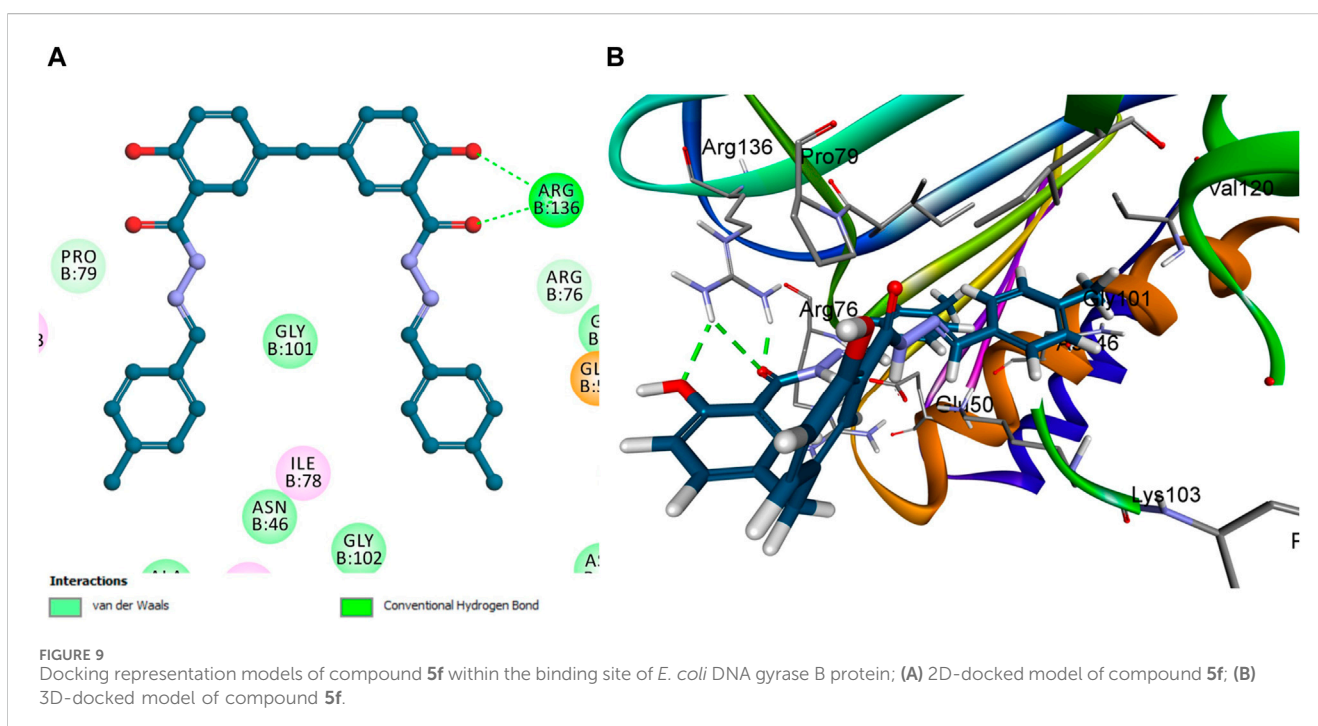 A
B
ARG
B:136
PRO
B:79
ARG
B:76
GLY
B:101
ILE
B:78
ASN
B:46
GLY
B:102
Interactions
van der Waals
Conventional Hydrogen Bond
Arg136
Pro79
Val120
Arg76
Gly101
Glu50
Lys103
FIGURE 9
Docking representation models of compound 5f within the binding site of E. coli DNA gyrase B protein; (A) 2D-docked model of compound 5f; (B)
3D-docked model of compound 5f.